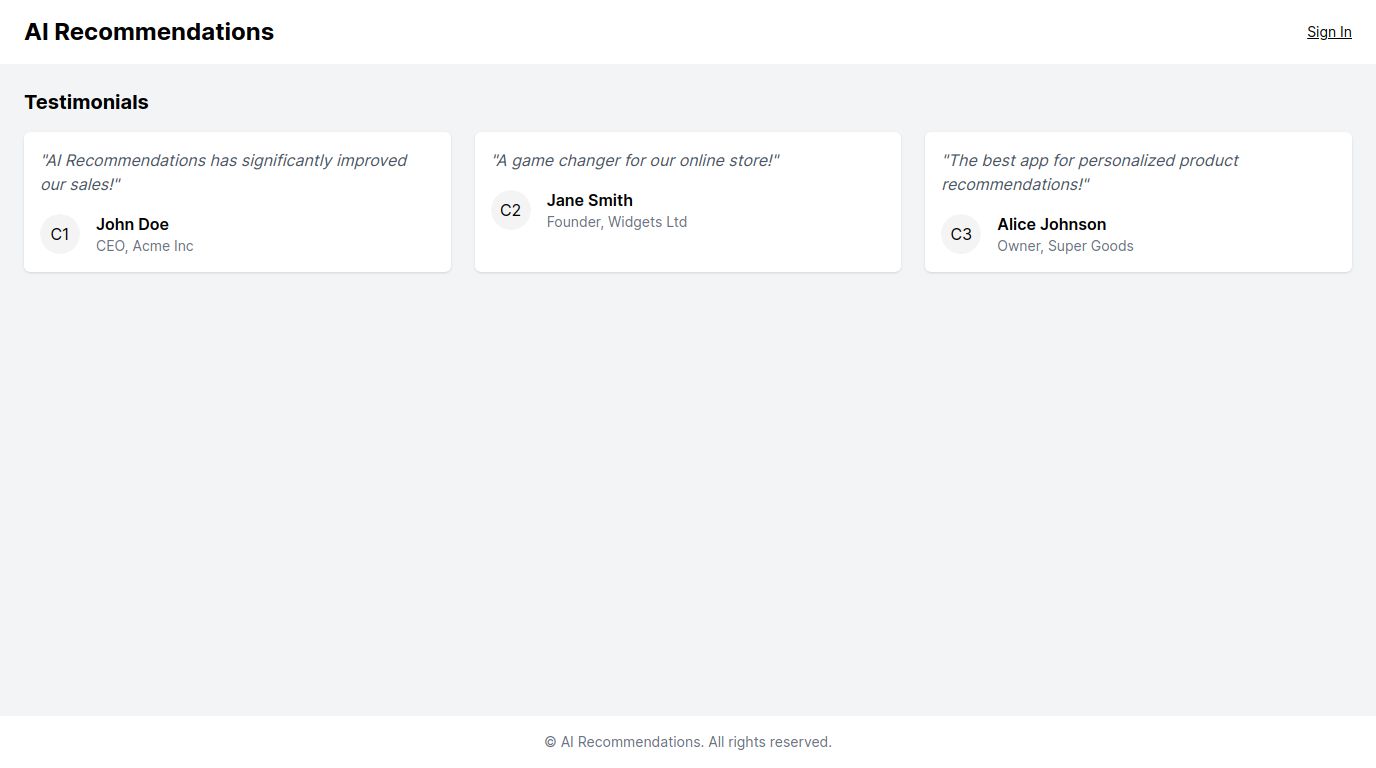 AI Recommendations
Sign In
Testimonials
"AI Recommendations has significantly improved
our sales!"
C1
John Doe
CEO, Acme Inc
"A game changer for our online store!"
C2
Jane Smith
Founder, Widgets Ltd
"The best app for personalized product
recommendations!"
C3
Alice Johnson
Owner, Super Goods
© AI Recommendations. All rights reserved.